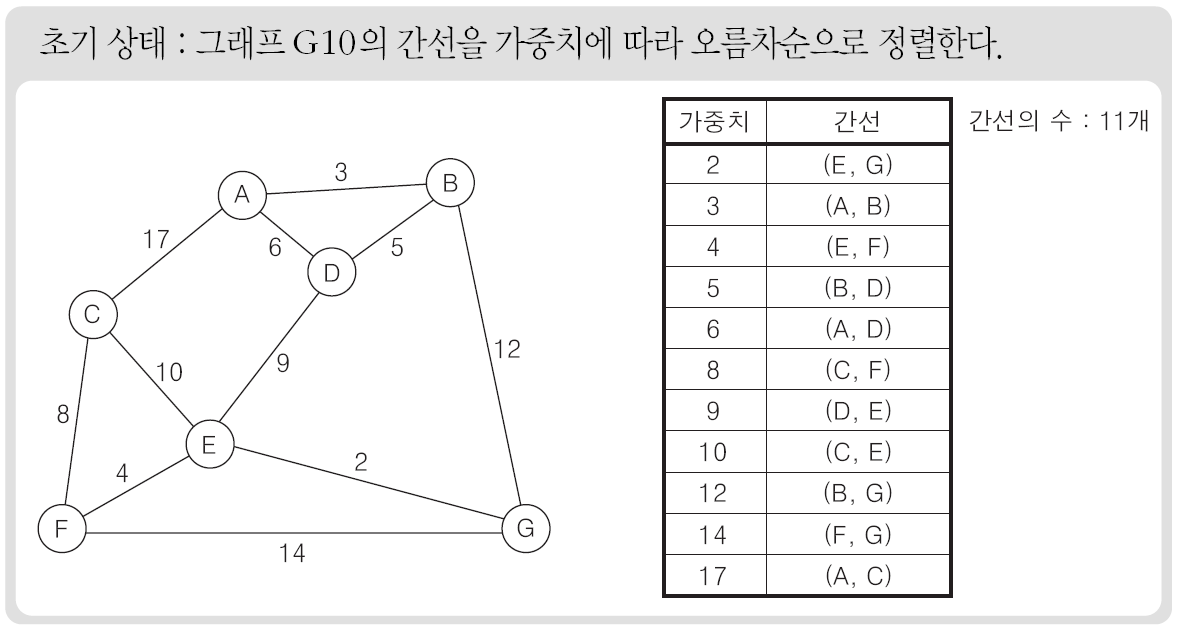 초기 상태 : 그래프 G10의 간선을 가중치에 따라 오름차순으로 정렬한다.
가중치 간선
간선의 수 : 11개
2 (E, G)
3 (A, B)
4 (E, F)
5 (B, D)
6 (A, D)
8 (C, F)
9 (D, E)
10 (C, E)
12 (B, G)
14 (F, G)
17 (A, C)
3
A
B
17
6
5
D
C
12
10
9
8
E
4
2
F
G
14